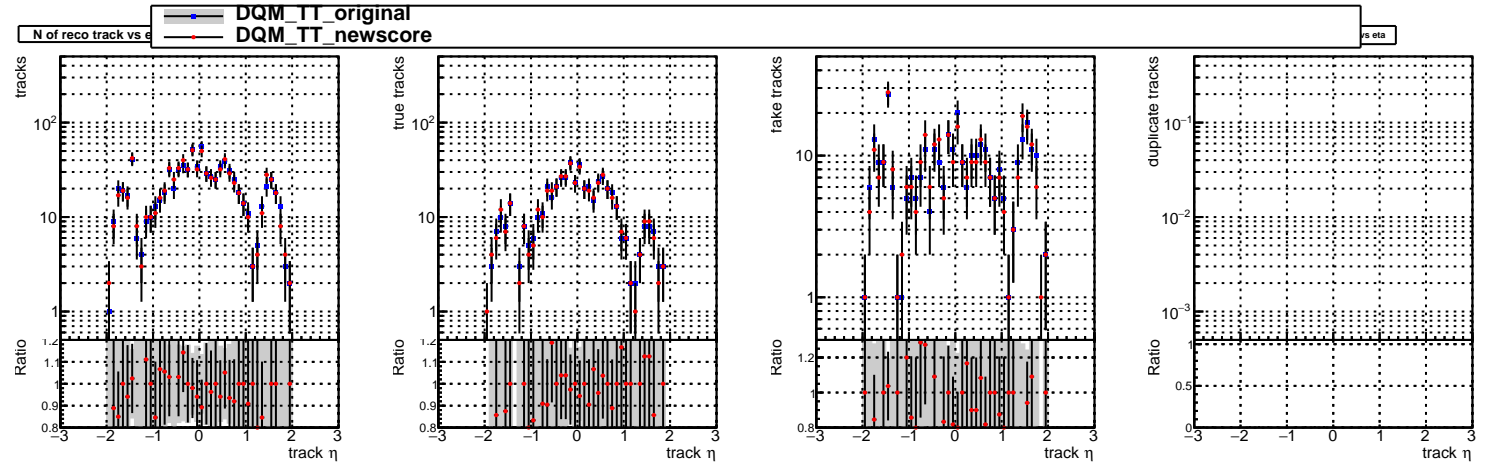 DQM_TT_original
DQM_TT_newscore
N of reco track vs e
vs eta
tracks
10²
10
1
Ratio
1.2
1.1
1
0.9
0.8
−3 −2 −1 0 1 2 3
track η
true tracks
10²
10
1
Ratio
1.2
1.1
1
0.9
0.8
−3 −2 −1 0 1 2 3
track η
fake tracks
10
1
Ratio
1.2
1
0.8
−3 −2 −1 0 1 2 3
track η
duplicate tracks
10⁻¹
10⁻²
10⁻³
Ratio
1
0.5
0
−3 −2 −1 0 1 2 3
track η